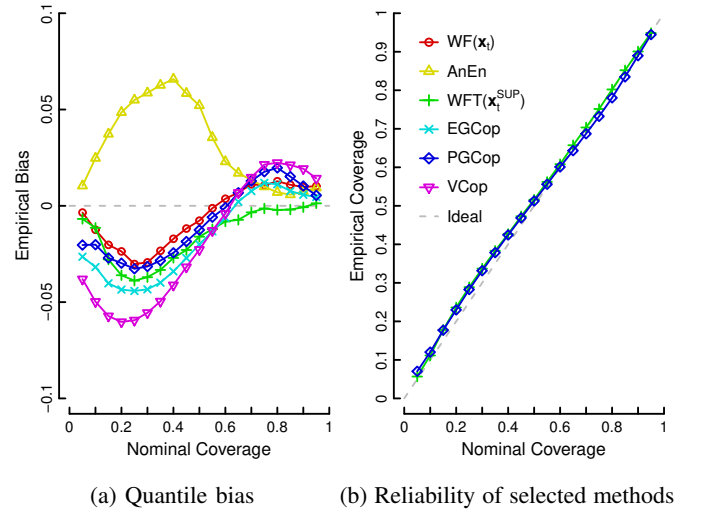 0.1
0.05
0
−0.05
−0.1
Empirical Bias
0 0.2 0.4 0.6 0.8 1
Nominal Coverage
1
0.9
0.8
0.7
0.6
0.5
0.4
0.3
0.2
0.1
0
Empirical Coverage
WF(x_t)
AnEn
WFT(x_t^SUP)
EGCop
PGCop
VCop
Ideal
0 0.2 0.4 0.6 0.8 1
Nominal Coverage
(a) Quantile bias
(b) Reliability of selected methods